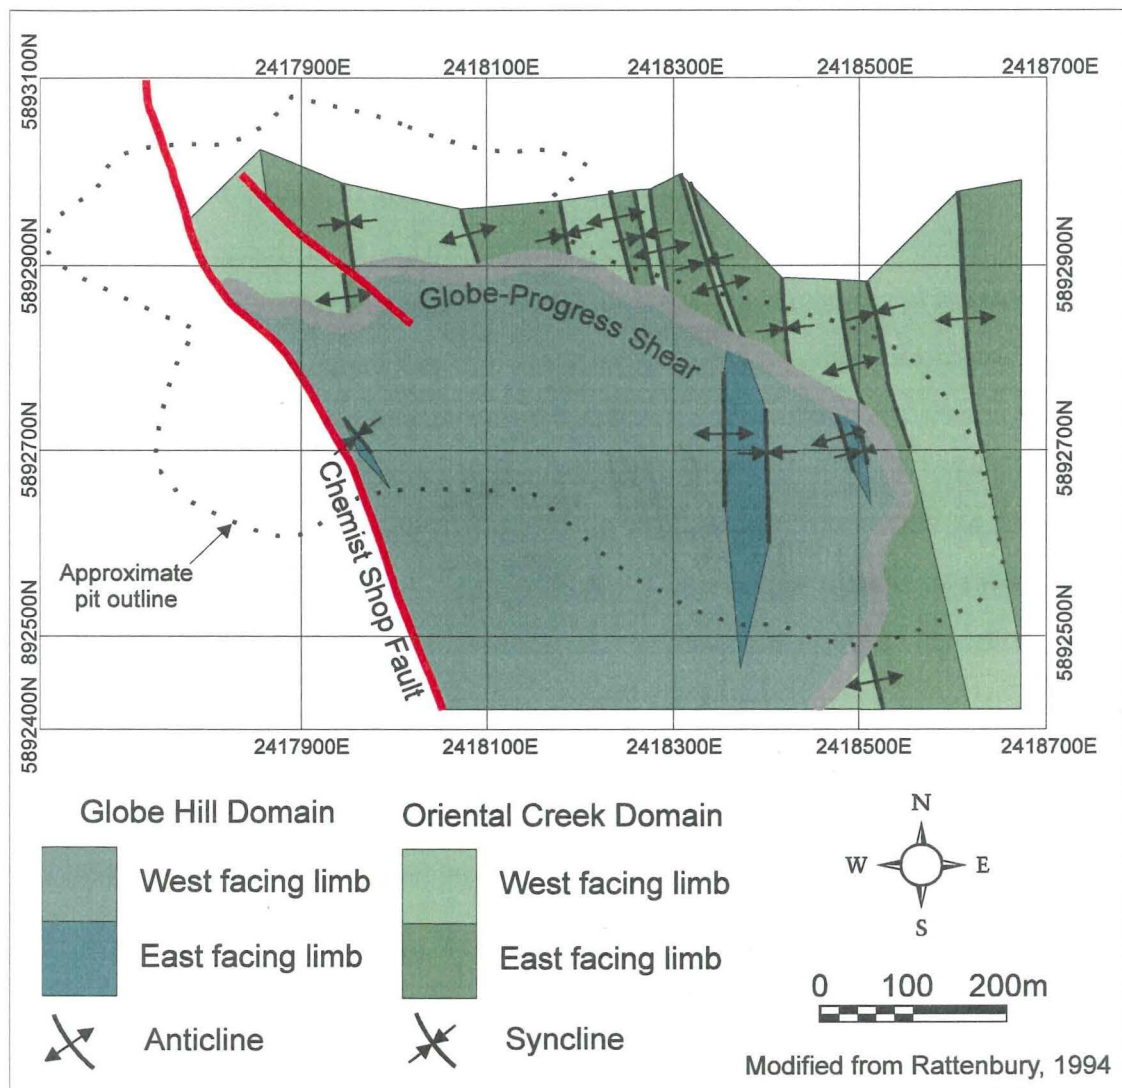 2417900E 2418100E 2418300E 2418500E 2418700E
5893100N
5892900N
5892900N
5892700N
5892700N
892500N
5892500N
5892400N
Globe-Progress Shear
Chemist Shop Fault
Approximate
pit outline
2417900E 2418100E 2418300E 2418500E 2418700E
Globe Hill Domain
West facing limb
East facing limb
Anticline
Oriental Creek Domain
West facing limb
East facing limb
Syncline
N
W E
S
0 100 200m
Modified from Rattenbury, 1994